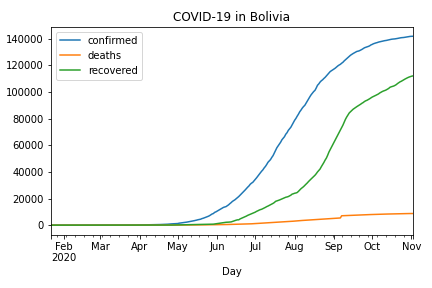 COVID-19 in Bolivia
confirmed
deaths
recovered
140000
120000
100000
80000
60000
40000
20000
0
Feb Mar Apr May Jun Jul Aug Sep Oct Nov
2020
Day